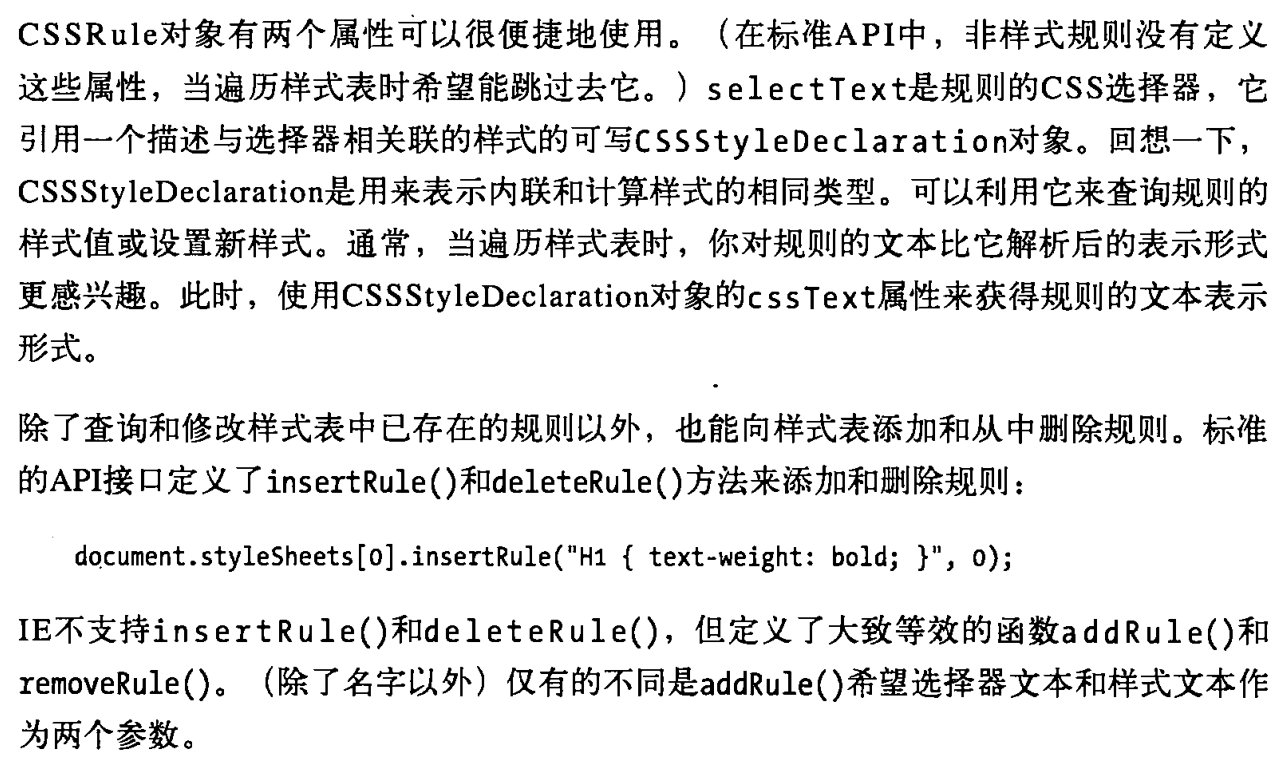 CSSRule对象有两个属性可以很便捷地使用。（在标准API中，非样式规则没有定义
这些属性，当遍历样式表时希望能跳过去它。）selectText是规则的CSS选择器，它
引用一个描述与选择器相关联的样式的可写CSSStyleDeclaration对象。回想一下，
CSSStyleDeclaration是用来表示内联和计算样式的相同类型。可以利用它来查询规则的
样式值或设置新样式。通常，当遍历样式表时，你对规则的文本比它解析后的表示形式
更感兴趣。此时，使用CSSStyleDeclaration对象的cssText属性来获得规则的文本表示
形式。
除了查询和修改样式表中已存在的规则以外，也能向样式表添加和从中删除规则。标准
的API接口定义了insertRule()和deleteRule()方法来添加和删除规则：
document.styleSheets[0].insertRule("H1 { text-weight: bold; }", 0);
IE不支持insertRule()和deleteRule()，但定义了大致等效的函数addRule()和
removeRule()。（除了名字以外）仅有的不同是addRule()希望选择器文本和样式文本作
为两个参数。